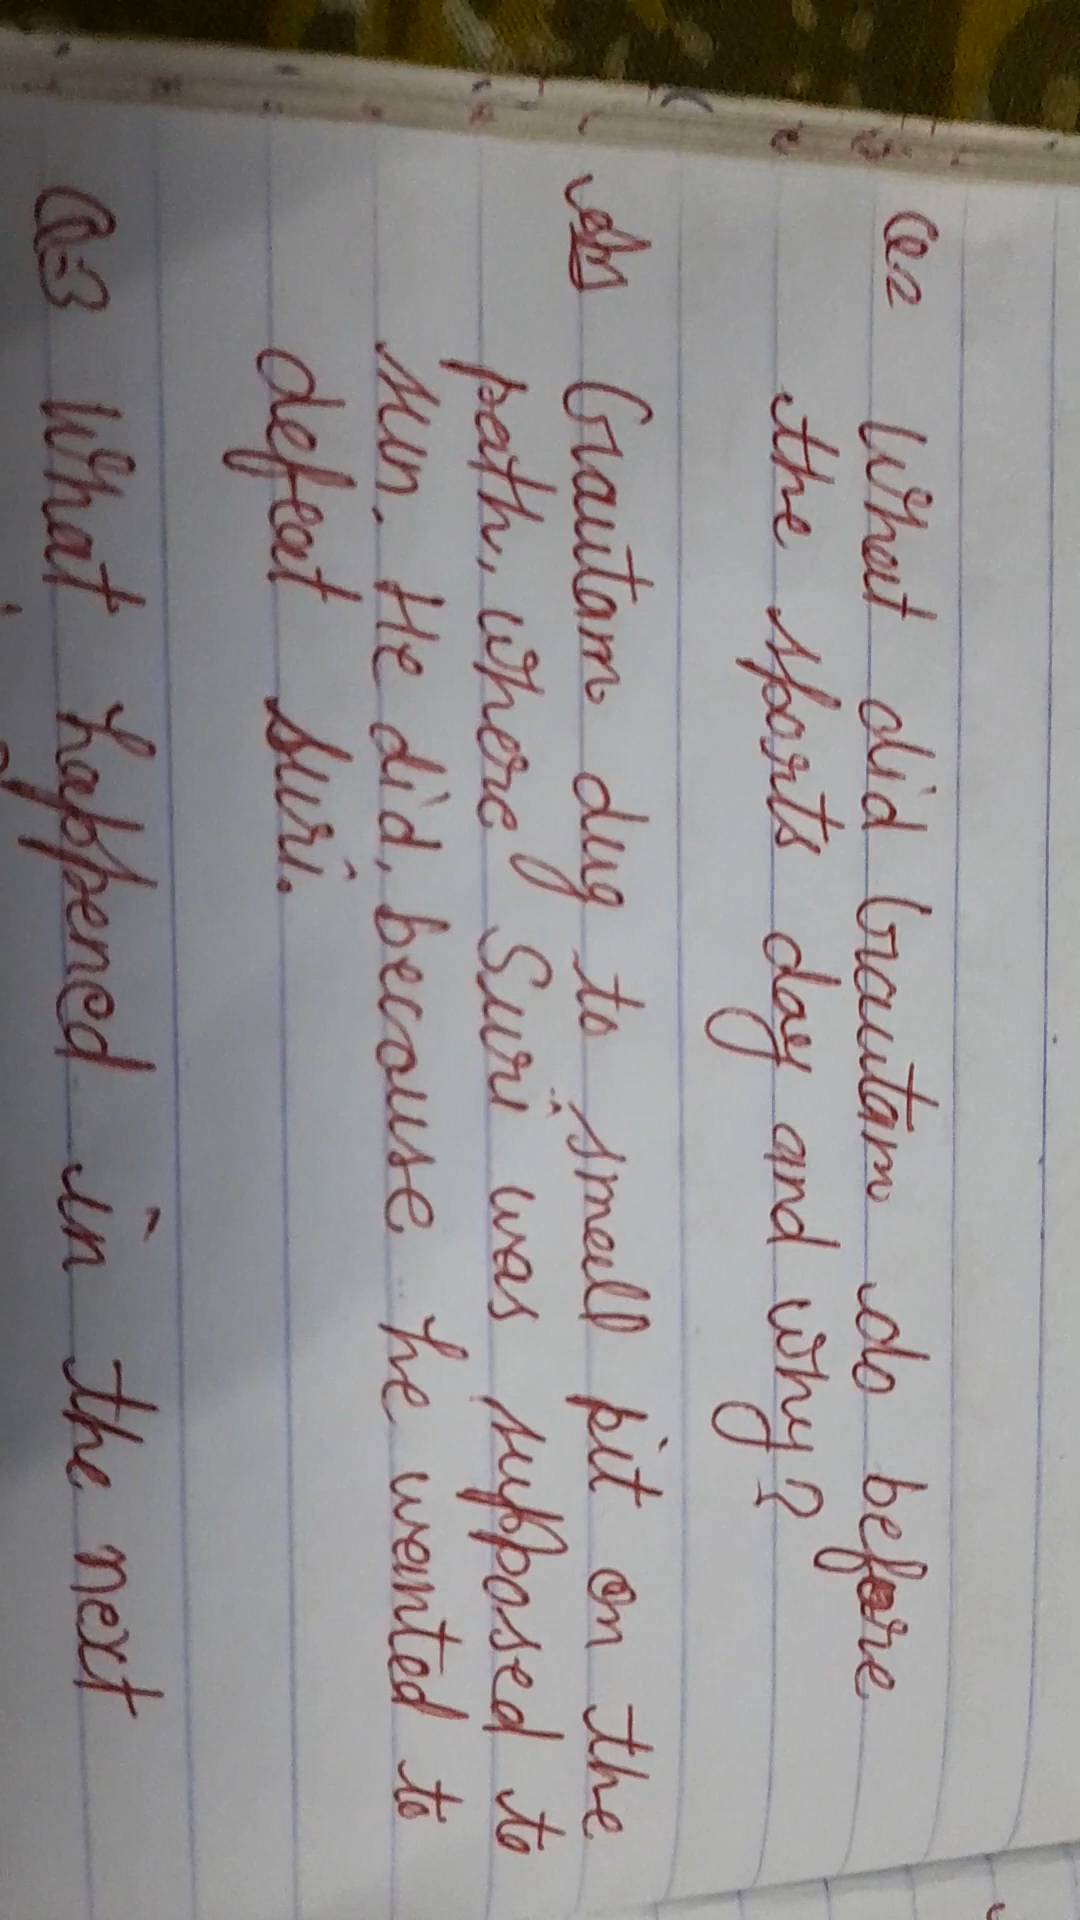 Q.2 What did Gautam do before
the sports day and why?
Ans Gautam dug to small pit on the
path, where Suri was supposed to
run. He did, because he wanted to
defeat Suri.
Q-3 What happened in the next